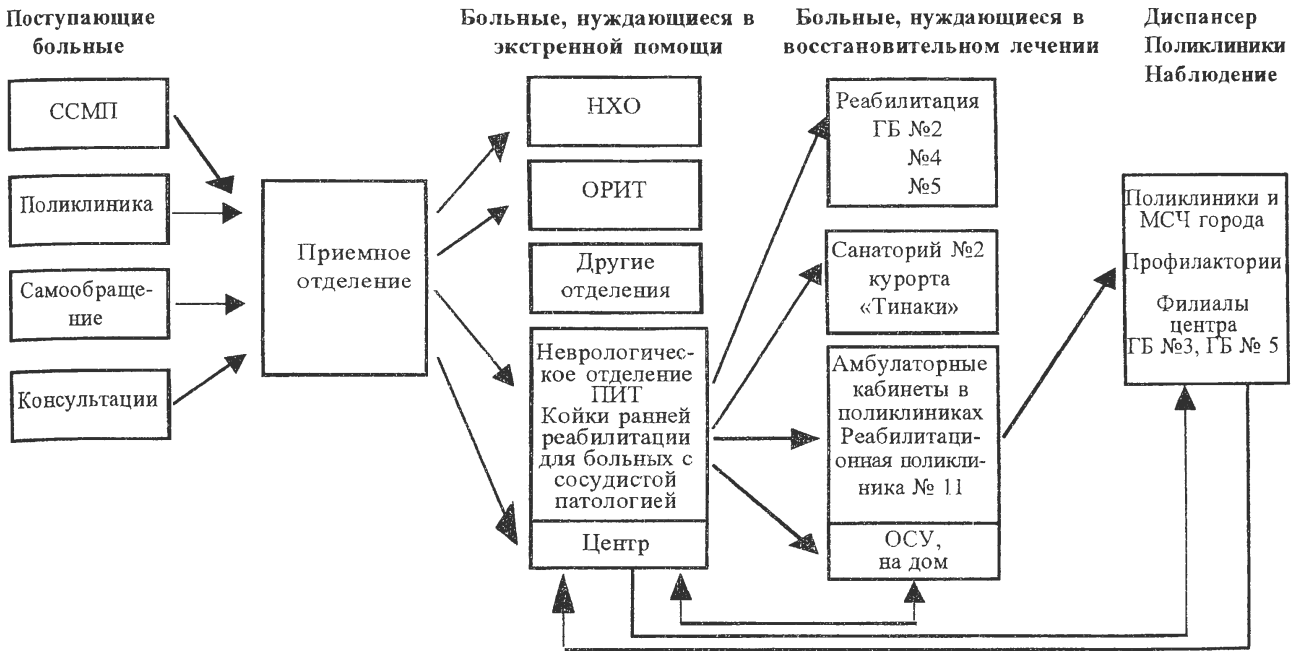 Поступающие
больные
ССМП
Поликлиника
Самообраще-
ние
Консультации
Приемное
отделение
Больные, нуждающиеся в
экстренной помощи
НХО
ОРИТ
Другие
отделения
Неврологичес-
кое отделение
ПИТ
Койки ранней
реабилитации
для больных с
сосудистой
патологией
Центр
Больные, нуждающиеся в
восстановительном лечении
Реабилитация
ГБ №2
№4
№5
Санаторий №2
курорта
«Тинаки»
Амбулаторные
кабинеты в
поликлиниках
Реабилитаци-
онная поликли-
ника № 11
ОСУ,
на дом
Диспансер
Поликлиники
Наблюдение
Поликлиники и
МСЧ города
Профилактории
Филиалы
центра
ГБ №3, ГБ № 5